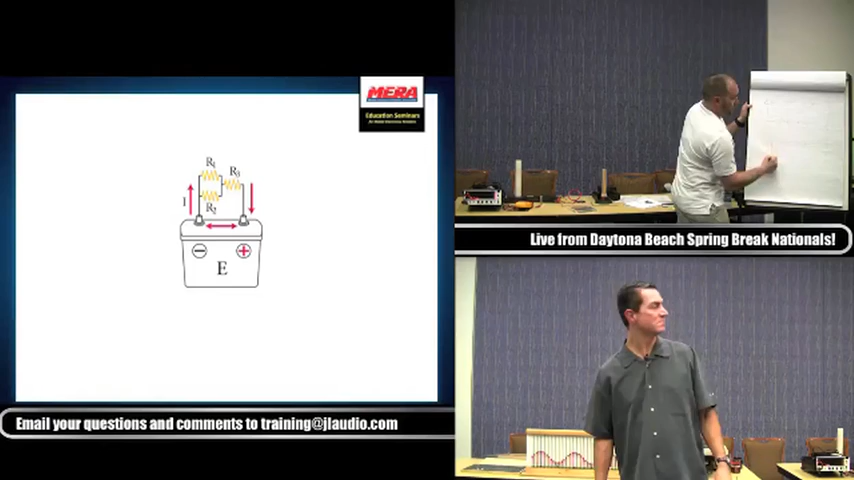 MERA
Education Seminars
R1
R3
I
R2
E
Live from Daytona Beach Spring Break Nationals!
Email your questions and comments to training@jlaudio.com